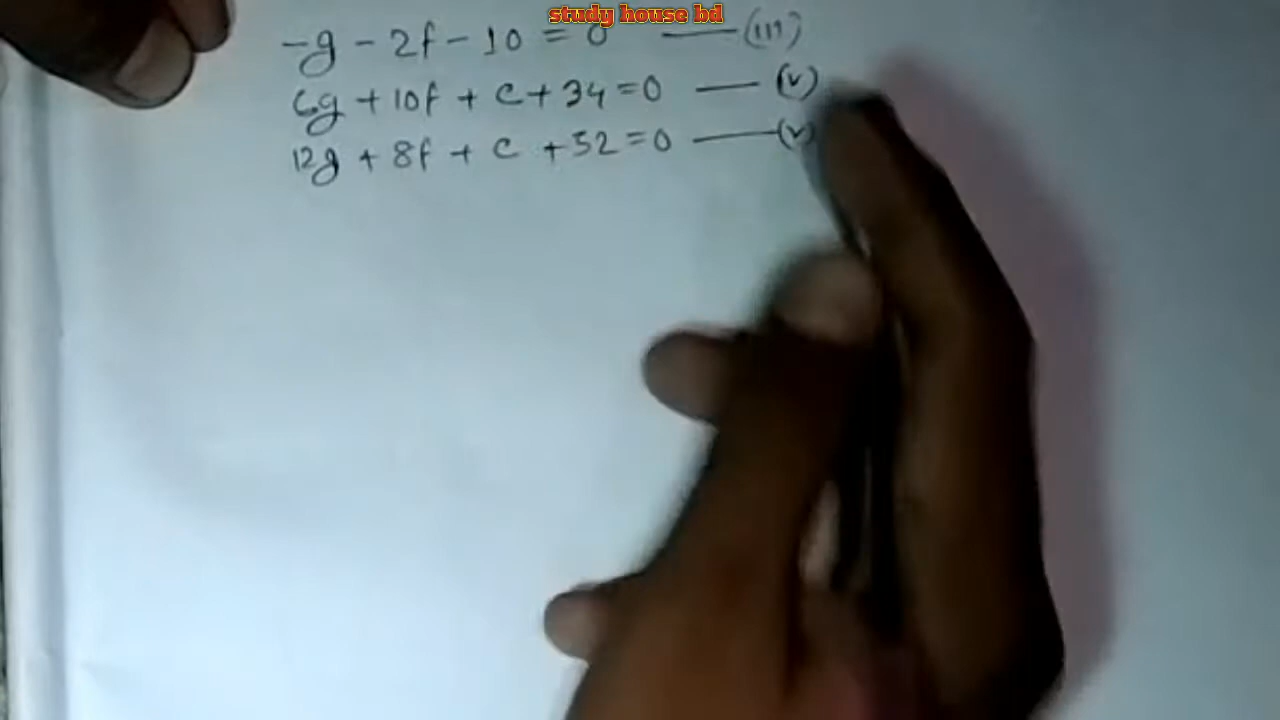 study house bd
-g - 2f - 10 = 0 —— (iii)
6g + 10f + c + 34 = 0 —— (v)
12g + 8f + c + 52 = 0 —— (v)